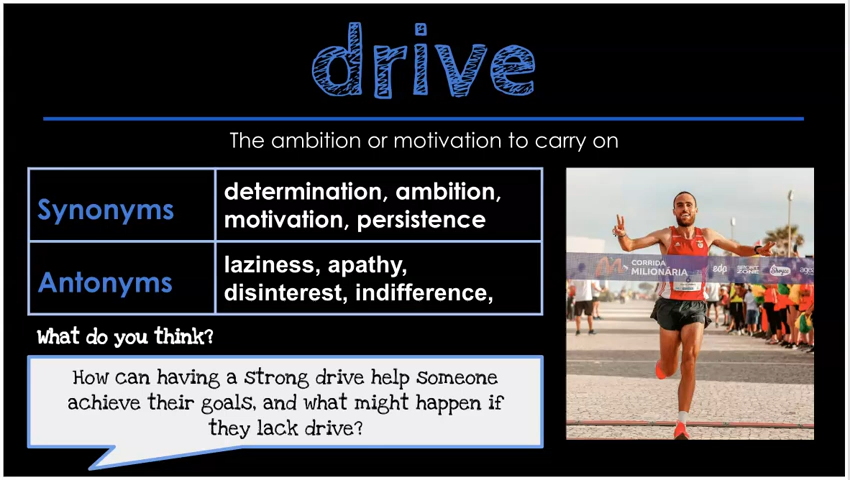 drive
The ambition or motivation to carry on
Synonyms
determination, ambition,
motivation, persistence
Antonyms
laziness, apathy,
disinterest, indifference,
What do you think?
How can having a strong drive help someone
achieve their goals, and what might happen if
they lack drive?
CORRIDA
MILIONÁRIA
edp
SPORT
ZONE